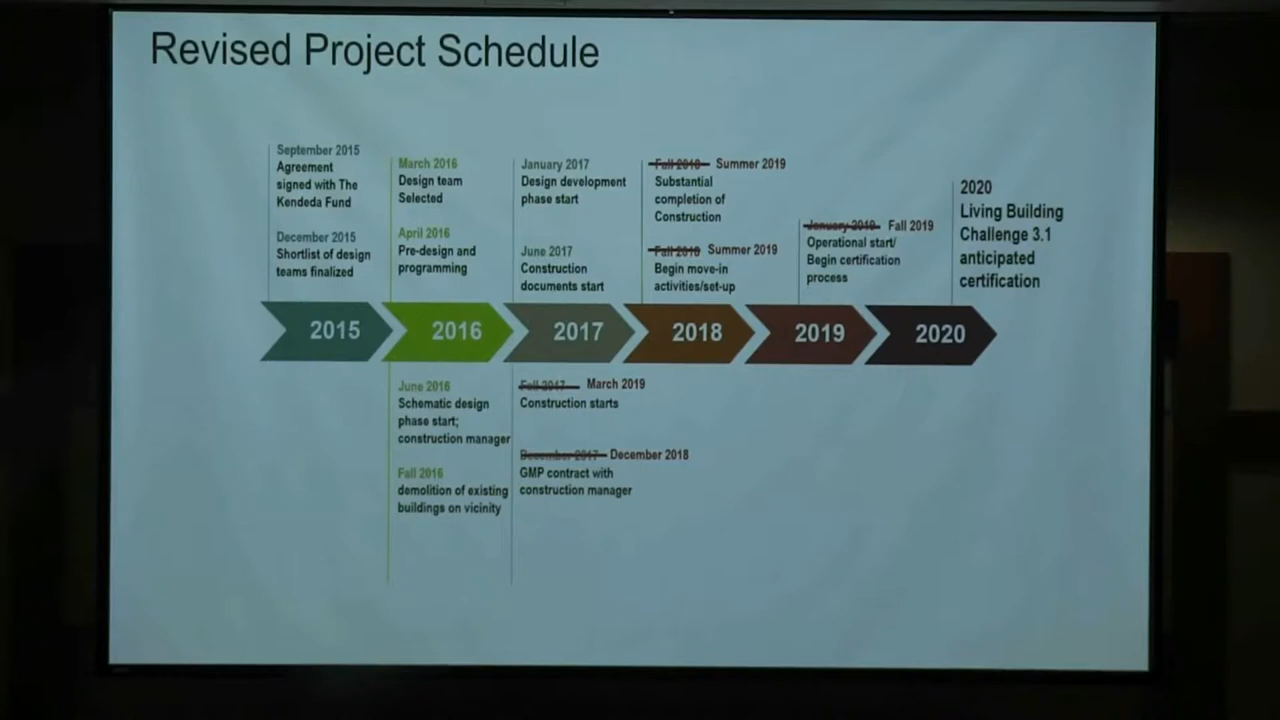 Revised Project Schedule
September 2015
Agreement
signed with The
Kendeda Fund
December 2015
Shortlist of design
teams finalized
March 2016
Design team
Selected
April 2016
Pre-design and
programming
January 2017
Design development
phase start
June 2017
Construction
documents start
Fall 2018 Summer 2019
Substantial
completion of
Construction
Fall 2018 Summer 2019
Begin move-in
activities/set-up
January 2019 Fall 2019
Operational start/
Begin certification
process
2020
Living Building
Challenge 3.1
anticipated
certification
2015
2016
2017
2018
2019
2020
June 2016
Schematic design
phase start;
construction manager
Fall 2016
demolition of existing
buildings on vicinity
Fall 2017 March 2019
Construction starts
December 2017 December 2018
GMP contract with
construction manager